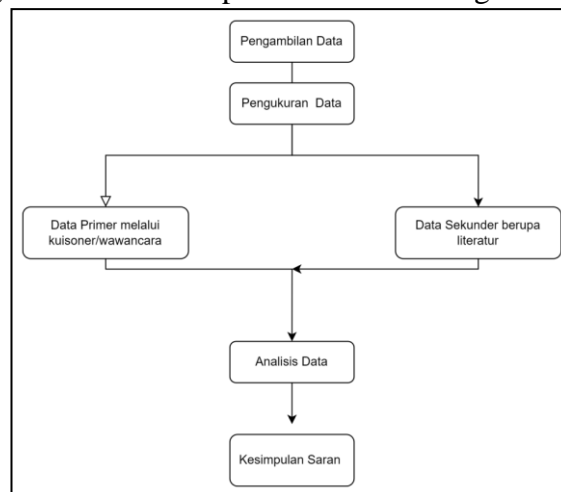 Pengambilan Data
Pengukuran Data
Data Primer melalui
kuisoner/wawancara
Data Sekunder berupa
literatur
Analisis Data
Kesimpulan Saran